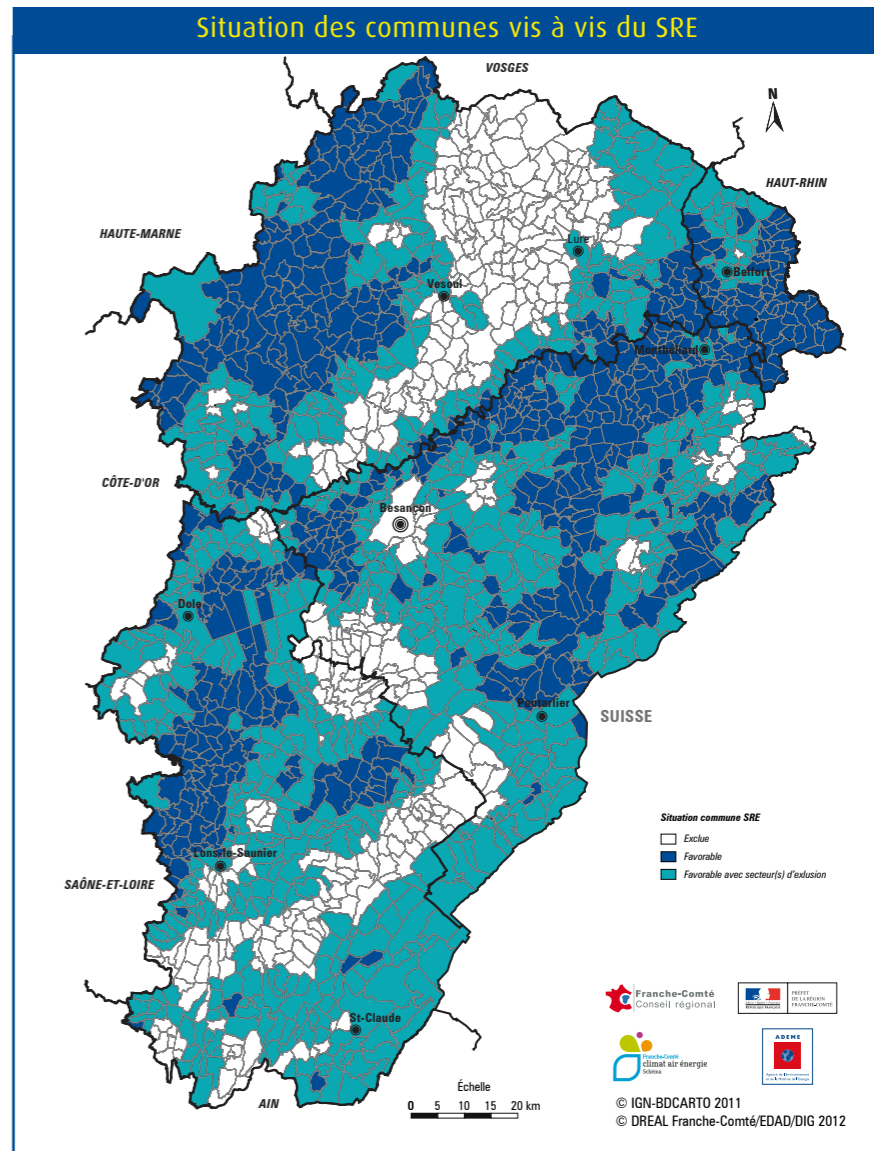 Situation des communes vis à vis du SRE
VOSGES
N
HAUT-RHIN
HAUTE-MARNE
Lure
Belfort
Vesoul
Montbéliard
CÔTE-D'OR
Besançon
Dole
Pontarlier
SUISSE
Situation commune SRE
Exclue
Favorable
Favorable avec secteur(s) d'exlusion
Lons-le-Saunier
SAÔNE-ET-LOIRE
St-Claude
AIN
Échelle
0 5 10 15 20 km
Franche-Comté
Conseil régional
RÉPUBLIQUE FRANÇAISE
PRÉFET
DE LA RÉGION
FRANCHE-COMTÉ
Franche-Comté
climat air énergie
Schéma
ADEME
© IGN-BDCARTO 2011
© DREAL Franche-Comté/EDAD/DIG 2012